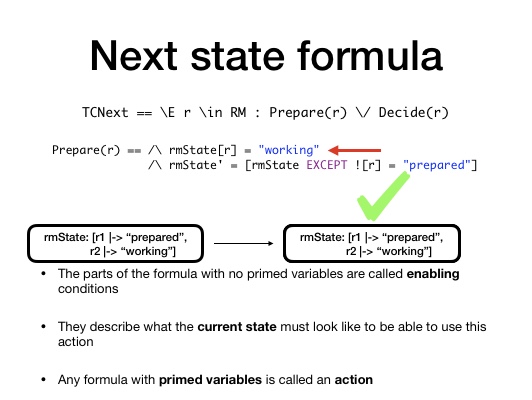 Next state formula
TCNext == \E r \in RM : Prepare(r) \/ Decide(r)
Prepare(r) == /\ rmState[r] = "working"
/\ rmState' = [rmState EXCEPT ![r] = "prepared"]
rmState: [r1 |-> “prepared”,
r2 |-> “working”]
rmState: [r1 |-> “prepared”,
r2 |-> “working”]
• The parts of the formula with no primed variables are called enabling
conditions
• They describe what the current state must look like to be able to use this
action
• Any formula with primed variables is called an action